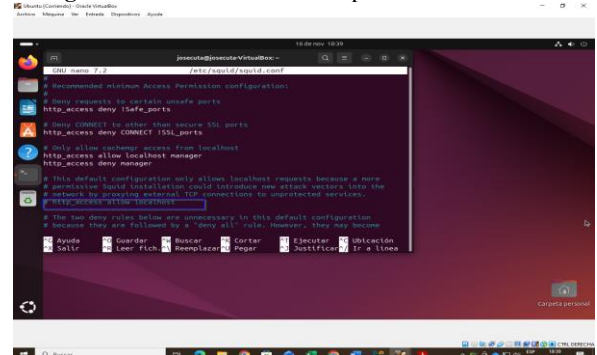 Ubuntu (Corriendo) - Oracle VirtualBox
Archivo Máquina Ver Entrada Dispositivos Ayuda
18 de nov 18:39
josecuta@josecuta-VirtualBox: ~
GNU nano 7.2 /etc/squid/squid.conf
#
# Recommended minimum Access Permission configuration:
#
# Deny requests to certain unsafe ports
http_access deny !Safe_ports
# Deny CONNECT to other than secure SSL ports
http_access deny CONNECT !SSL_ports
# Only allow cachemgr access from localhost
http_access allow localhost manager
http_access deny manager
# This default configuration only allows localhost requests because a more
# permissive Squid installation could introduce new attack vectors into the
# network by proxying external TCP connections to unprotected services.
# http_access allow localhost
# The two deny rules below are unnecessary in this default configuration
# because they are followed by a "deny all" rule. However, they may become
^G Ayuda ^O Guardar ^W Buscar ^K Cortar ^T Ejecutar ^C Ubicación
^X Salir ^R Leer fich. ^\ Reemplazar ^U Pegar ^J Justificar ^/ Ir a línea
Carpeta personal
CTRL DERECHA
Buscar
ESP 18:39